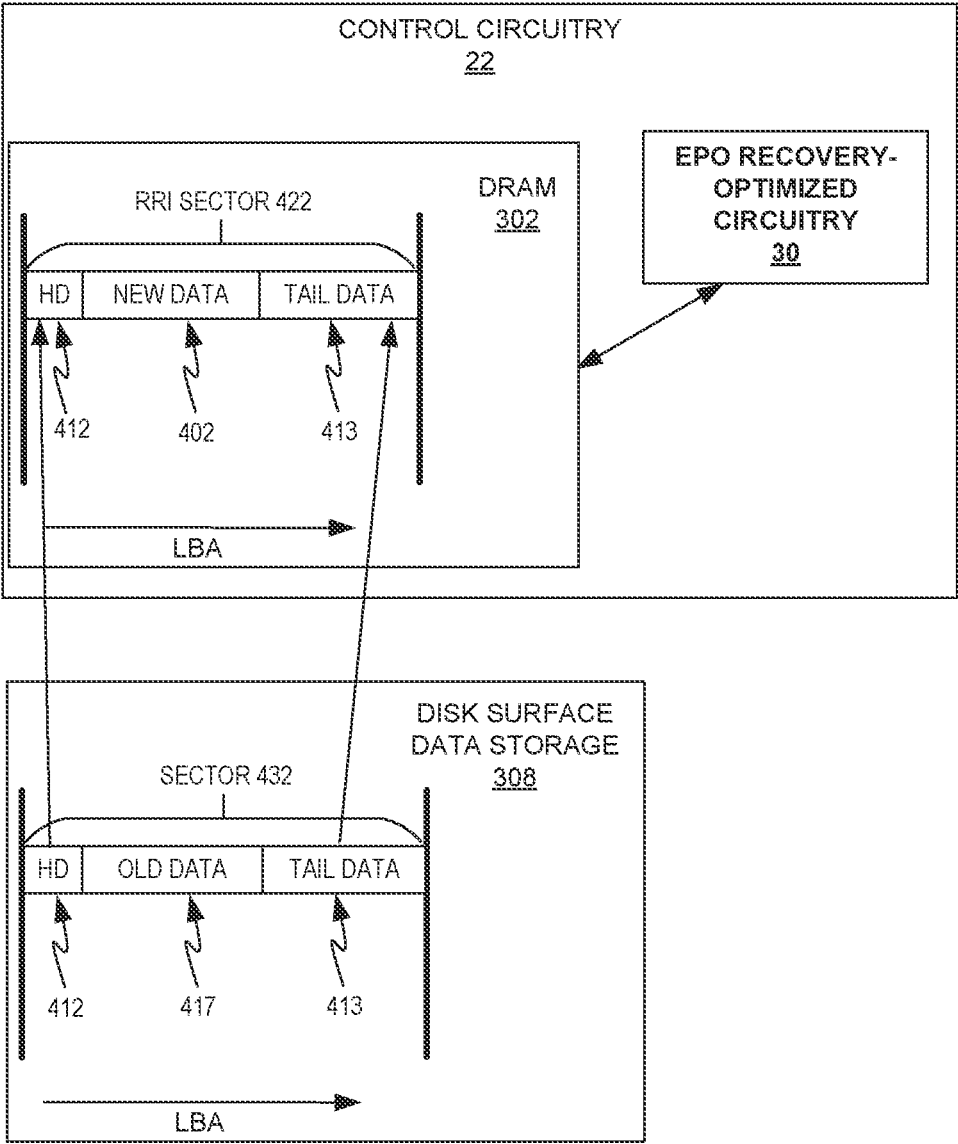 CONTROL CIRCUITRY
22
EPO RECOVERY-
OPTIMIZED
CIRCUITRY
30
DRAM
302
RRI SECTOR 422
HD NEW DATA TAIL DATA
412 402 413
LBA
DISK SURFACE
DATA STORAGE
308
SECTOR 432
HD OLD DATA TAIL DATA
412 417 413
LBA